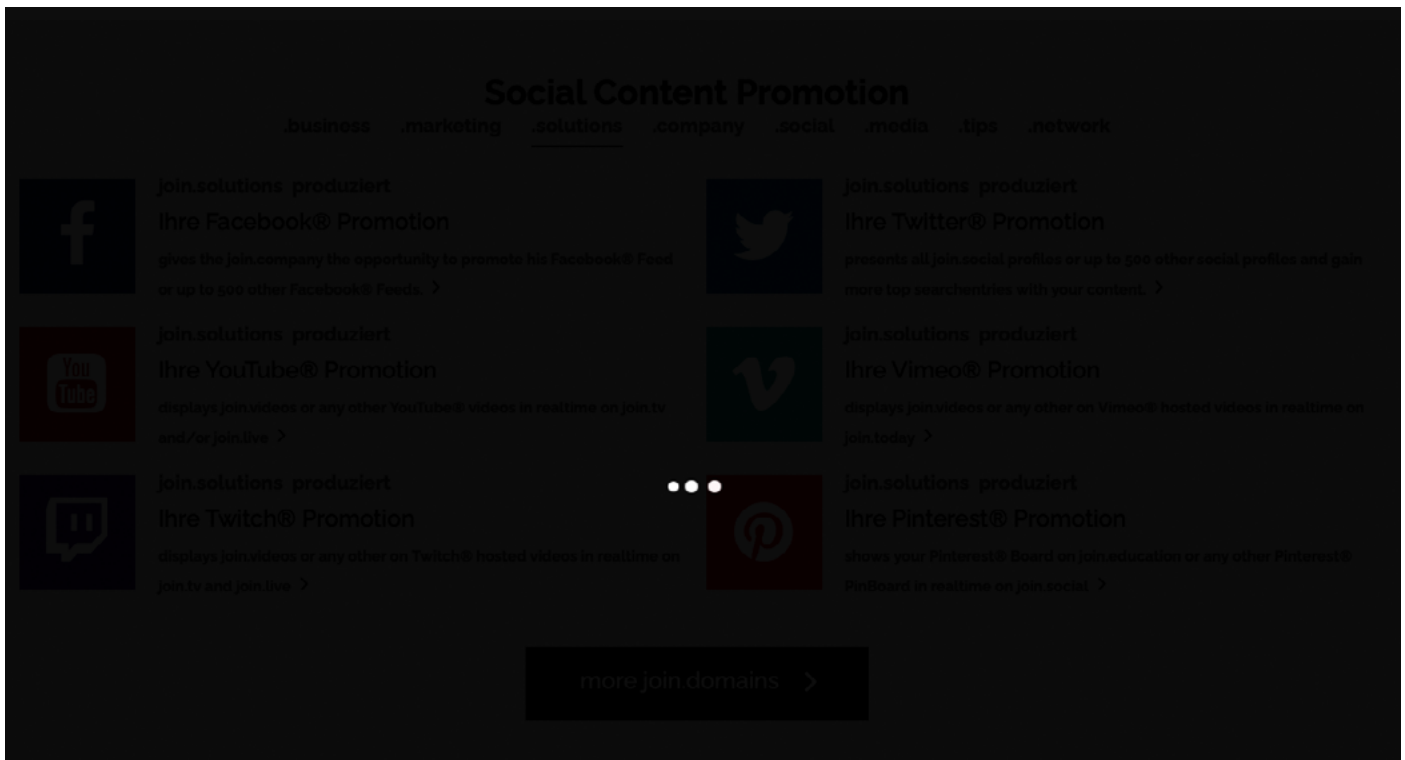 Social Content Promotion
.business .marketing .solutions .company .social .media .tips .network
join.solutions produziert
Ihre Facebook® Promotion
gives the join.company the opportunity to promote his Facebook® Feed
or up to 500 other Facebook® Feeds.
join.solutions produziert
Ihre Twitter® Promotion
presents all join.social profiles or up to 500 other social profiles and gain
more top searchentries with your content.
You
Tube
join.solutions produziert
Ihre YouTube® Promotion
displays join.videos or any other YouTube® videos in realtime on join.tv
and/or join.live
join.solutions produziert
Ihre Vimeo® Promotion
displays join.videos or any other on Vimeo® hosted videos in realtime on
join.today
join.solutions produziert
Ihre Twitch® Promotion
displays join.videos or any other on Twitch® hosted videos in realtime on
join.tv and join.live
join.solutions produziert
Ihre Pinterest® Promotion
shows your Pinterest® Board on join.education or any other Pinterest®
PinBoard in realtime on join.social
more join.domains